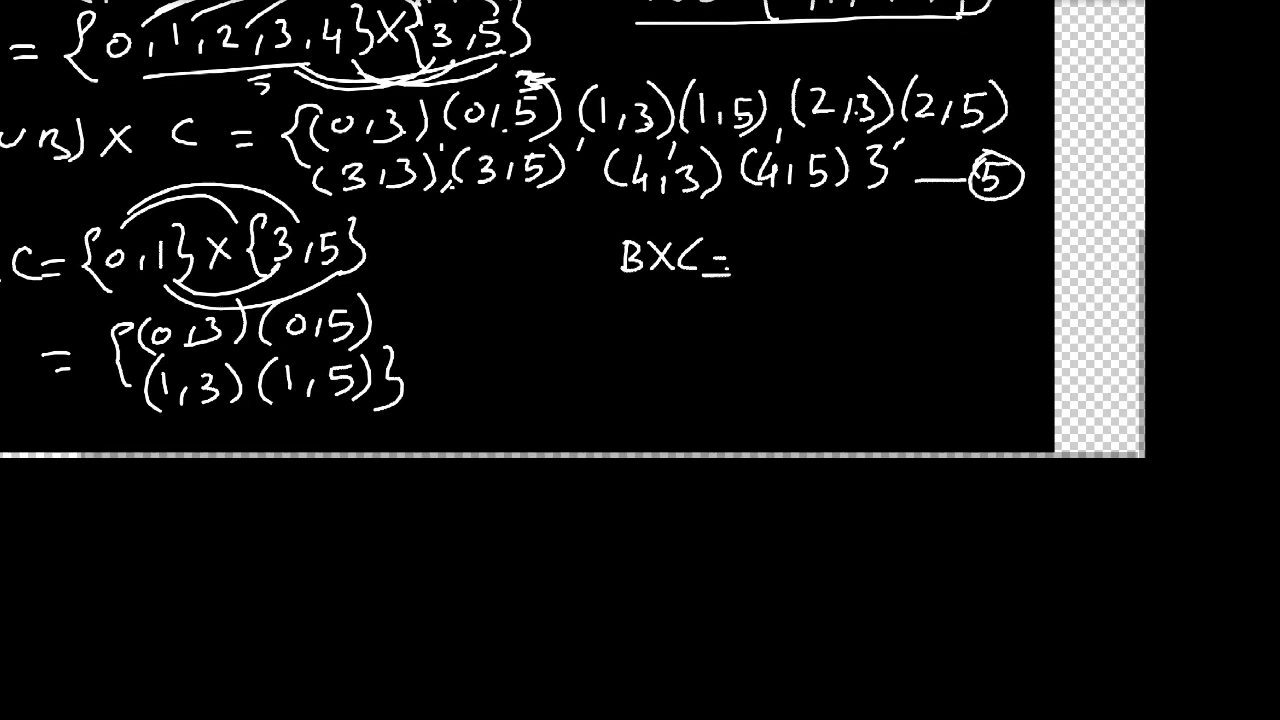 = {0,1,2,3,4}X{3,5}
5
UB) X C = {(0,3)(0,5)(1,3)(1,5),(2,3)(2,5)
(3,3),(3,5)'(4,3)(4,5)} —5
C= {0,1}X{3,5}
BXC=
= {(0,3)(0,5)
(1,3)(1,5)}